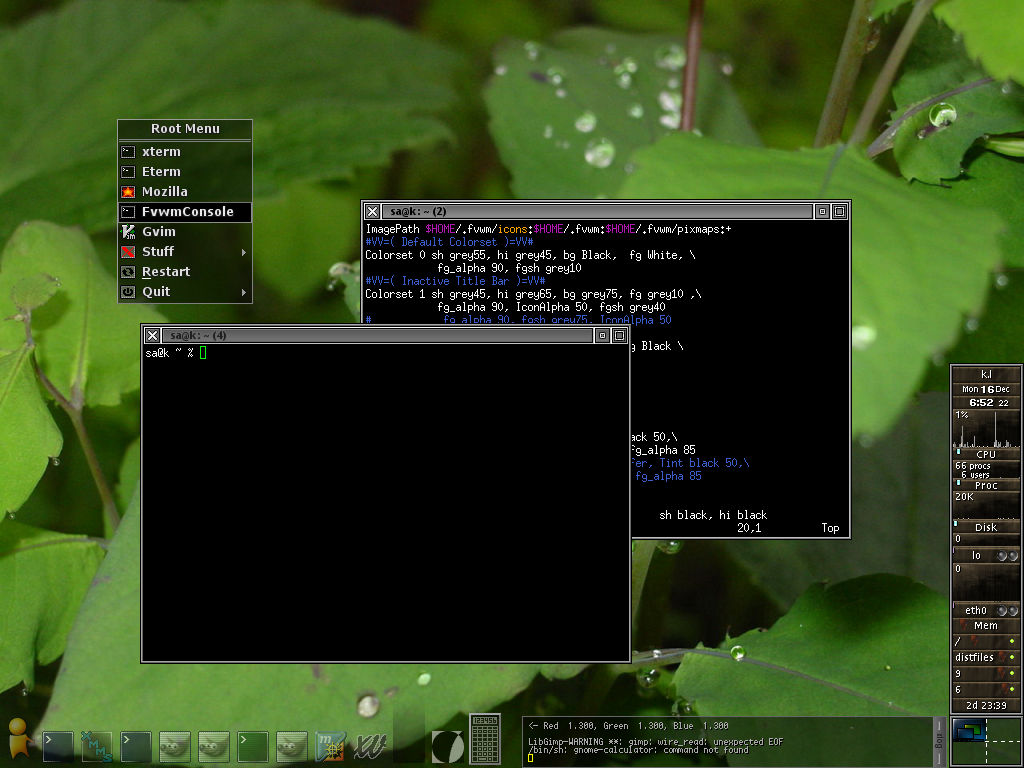 Root Menu
xterm
Eterm
Mozilla
FvwmConsole
Gvim
Stuff
Restart
Quit
sa@k: ~ (2)
ImagePath $HOME/.fvwm/icons:$HOME/.fvwm:$HOME/.fvwm/pixmaps:+
#VV=( Default Colorset )=VV#
Colorset 0 sh grey55, hi grey45, bg Black,  fg White, \
fg_alpha 90, fgsh grey10
#VV=( Inactive Title Bar )=VV#
Colorset 1 sh grey45, hi grey65, bg grey75, fg grey10 ,\
fg_alpha 90, IconAlpha 50, fgsh grey40
#           fg_alpha 90, fgsh grey75, IconAlpha 50
g Black \
ack 50,\
fg_alpha 85
fer, Tint black 50,\
fg_alpha 85
sh black, hi black
20,1          Top
sa@k: ~ (4)
sa@k ~ %
k.l
Mon 16 Dec
6:52 22
1%
CPU
66 procs
6 users
Proc
20K
Disk
0
lo
0
eth0
Mem
/
distfiles
9
6
2d 23:39
<- Red  1.300, Green  1.300, Blue  1.300
LibGimp-WARNING **: gimp: wire_read: unexpected EOF
/bin/sh: gnome-calculator: command not found
XMMS
m
xv